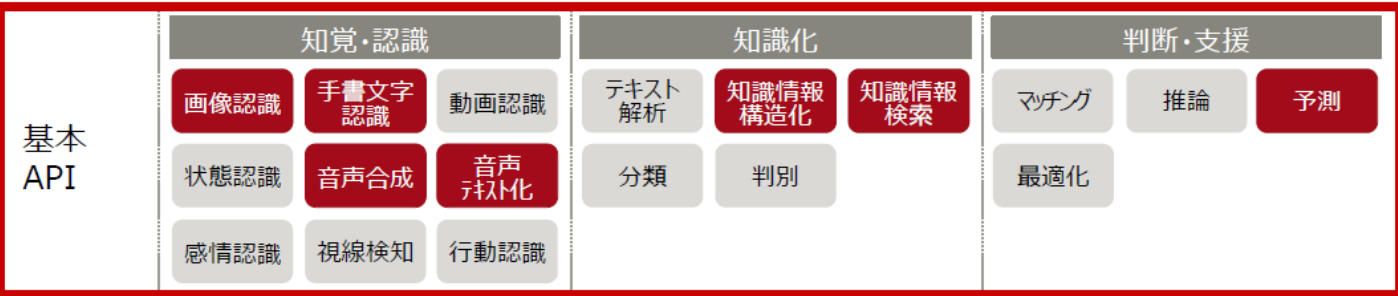 基本
API
知覚・認識
画像認識
手書文字
認識
動画認識
状態認識
音声合成
音声
テキスト化
感情認識
視線検知
行動認識
知識化
テキスト
解析
知識情報
構造化
知識情報
検索
分類
判別
判断・支援
マッチング
推論
予測
最適化